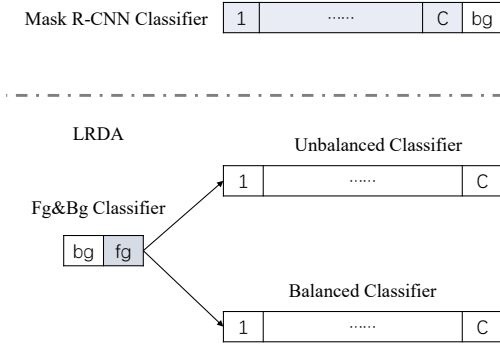 Mask R-CNN Classifier 1 ...... C bg
LRDA
Unbalanced Classifier
1 ...... C
Fg&Bg Classifier
bg fg
Balanced Classifier
1 ...... C